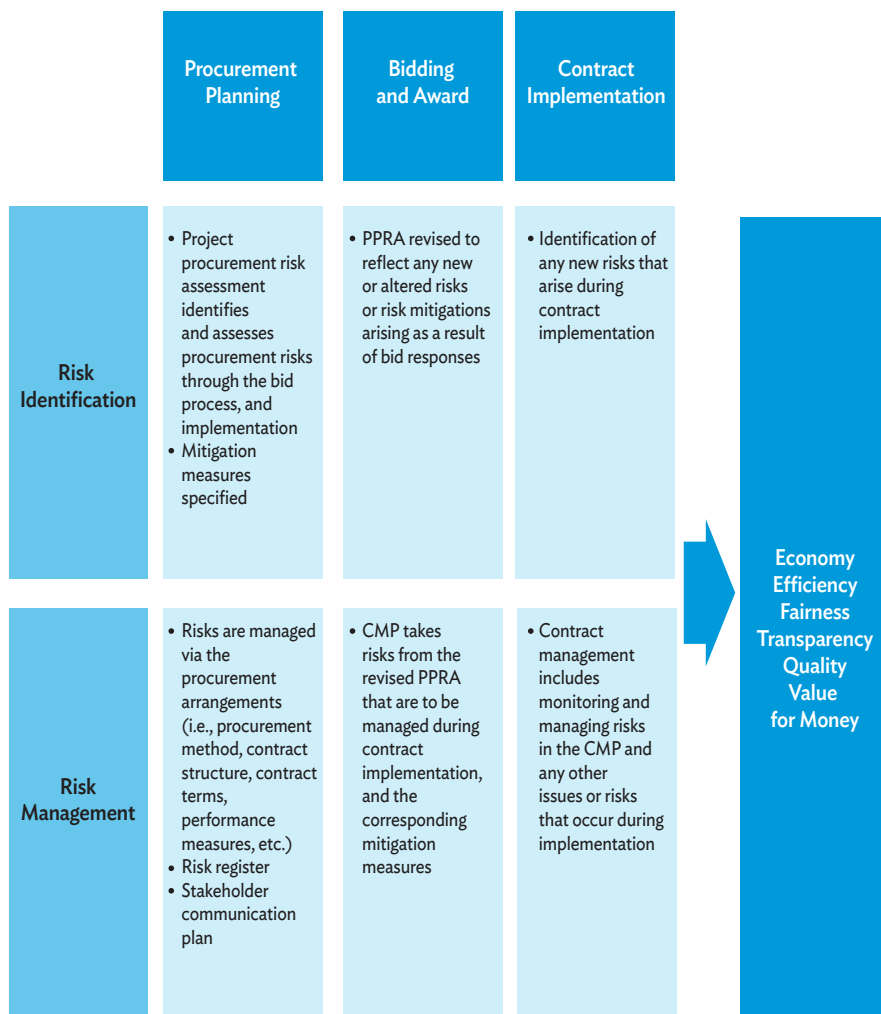 Procurement
Planning
Bidding
and Award
Contract
Implementation
Risk
Identification
• Project
procurement risk
assessment
identifies
and assesses
procurement risks
through the bid
process, and
implementation
• Mitigation
measures
specified
• PPRA revised to
reflect any new
or altered risks
or risk mitigations
arising as a result
of bid responses
• Identification of
any new risks that
arise during
contract
implementation
Risk
Management
• Risks are managed
via the
procurement
arrangements
(i.e., procurement
method, contract
structure, contract
terms,
performance
measures, etc.)
• Risk register
• Stakeholder
communication
plan
• CMP takes
risks from the
revised PPRA
that are to be
managed during
contract
implementation,
and the
corresponding
mitigation
measures
• Contract
management
includes
monitoring and
managing risks
in the CMP and
any other
issues or risks
that occur during
implementation
Economy
Efficiency
Fairness
Transparency
Quality
Value
for Money